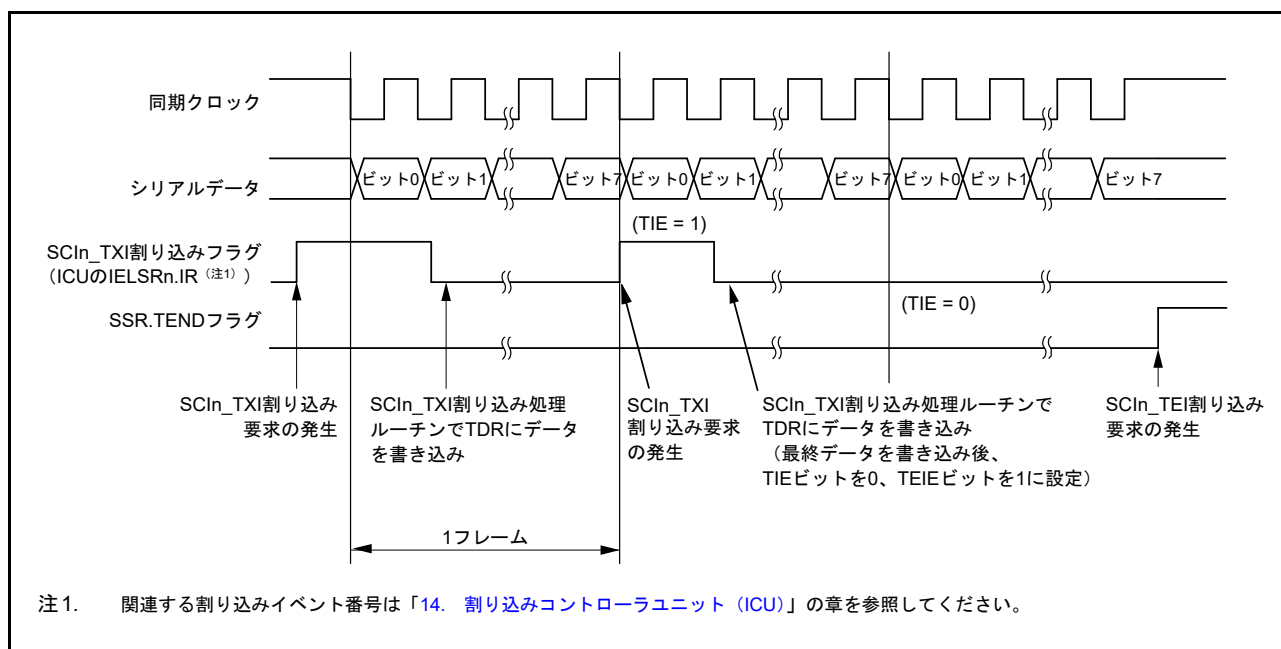 同期クロック
シリアルデータ
ビット0 ビット1 ビット7 ビット0 ビット1 ビット7 ビット0 ビット1 ビット7
(TIE = 1)
SCIn_TXI割り込みフラグ
（ICUのIELSRn.IR（注1））
(TIE = 0)
SSR.TENDフラグ
SCIn_TXI割り込み
要求の発生
SCIn_TXI割り込み処理
ルーチンでTDRにデータ
を書き込み
SCIn_TXI
割り込み要求
の発生
SCIn_TXI割り込み処理ルーチンで
TDRにデータを書き込み
（最終データを書き込み後、
TIEビットを0、TEIEビットを1に設定）
SCIn_TEI割り込み
要求の発生
1フレーム
注1. 関連する割り込みイベント番号は「14. 割り込みコントローラユニット（ICU）」の章を参照してください。